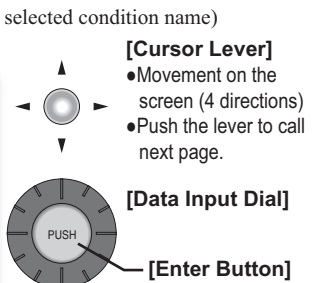 selected condition name)
[Cursor Lever]
●Movement on the
screen (4 directions)
●Push the lever to call
next page.
[Data Input Dial]
PUSH
[Enter Button]